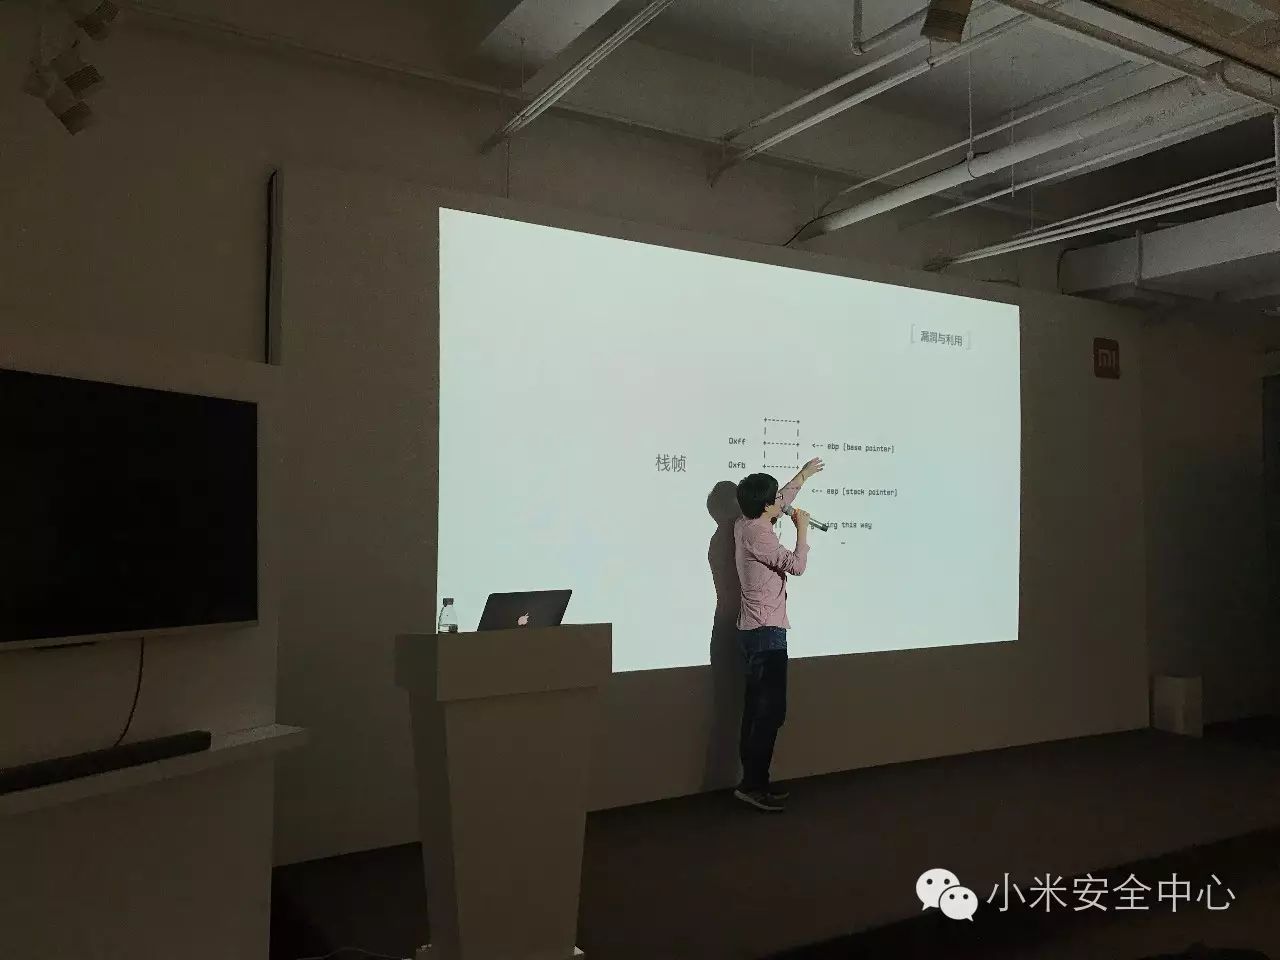 [ 漏洞与利用 ]
0xff
<-- ebp [base pointer]
栈帧
0xfb
<-- esp [stack pointer]
this way
mi
小米安全中心